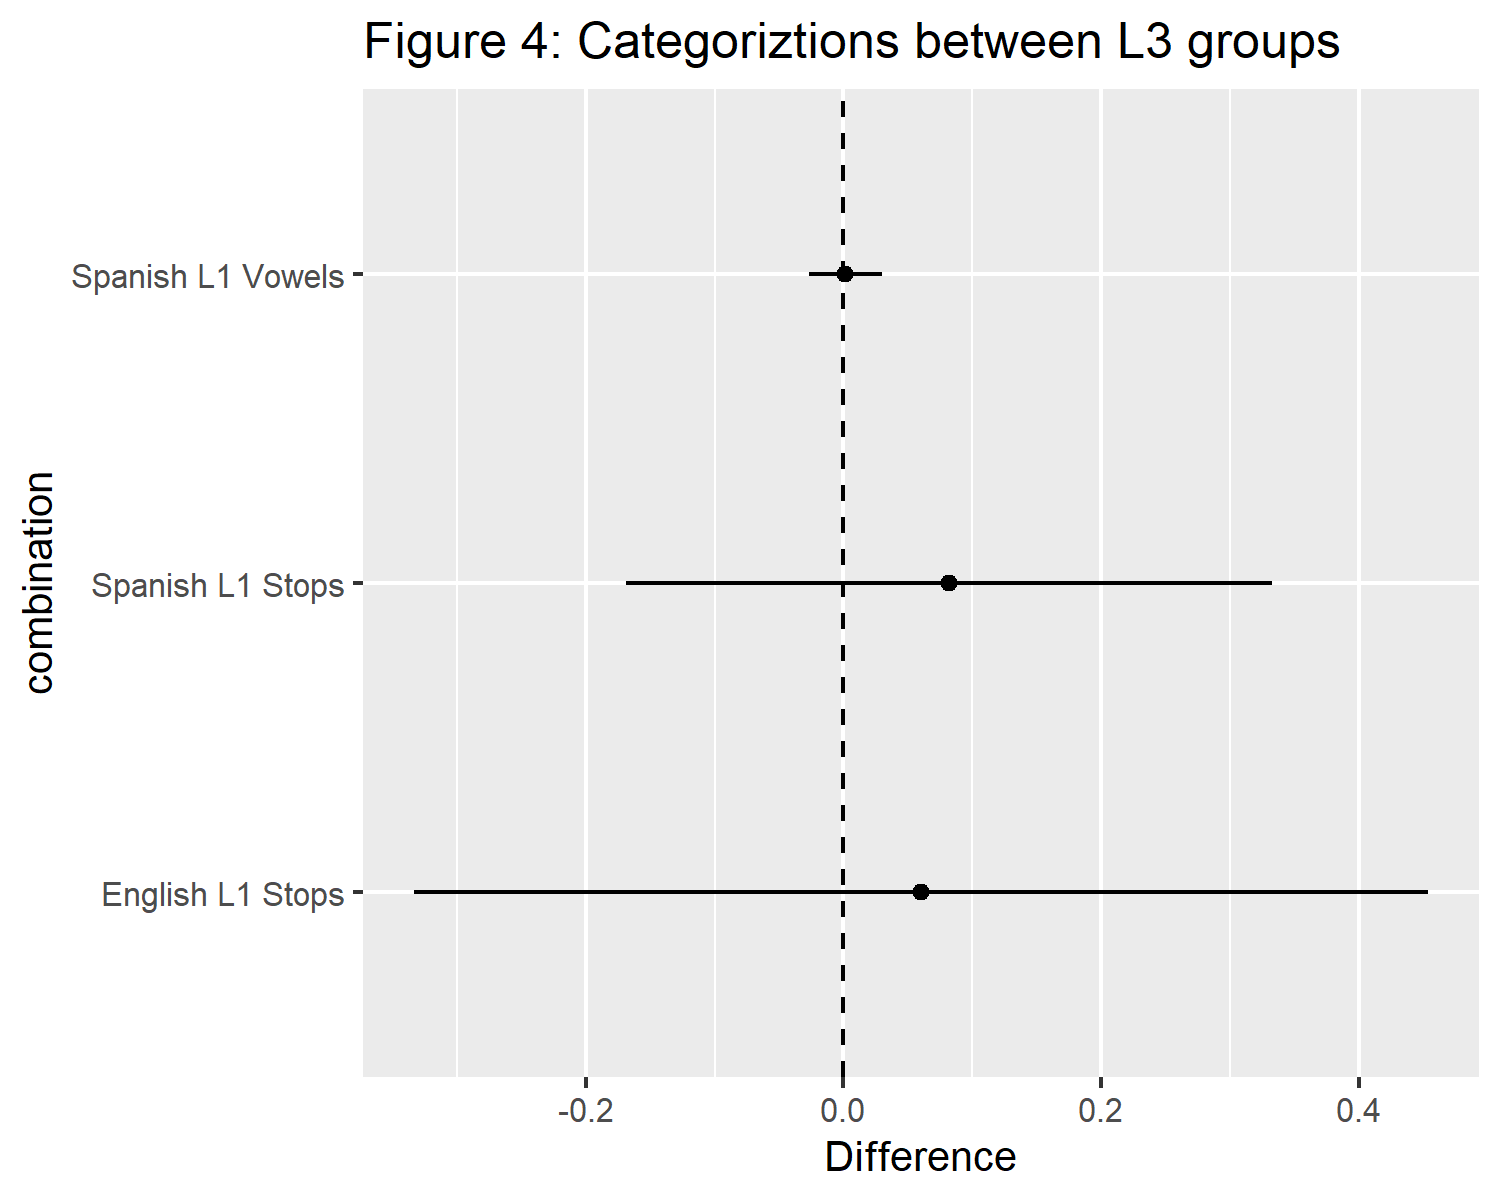 Figure 4: Categoriztions between L3 groups
combination
Spanish L1 Vowels
Spanish L1 Stops
English L1 Stops
-0.2 0.0 0.2 0.4
Difference